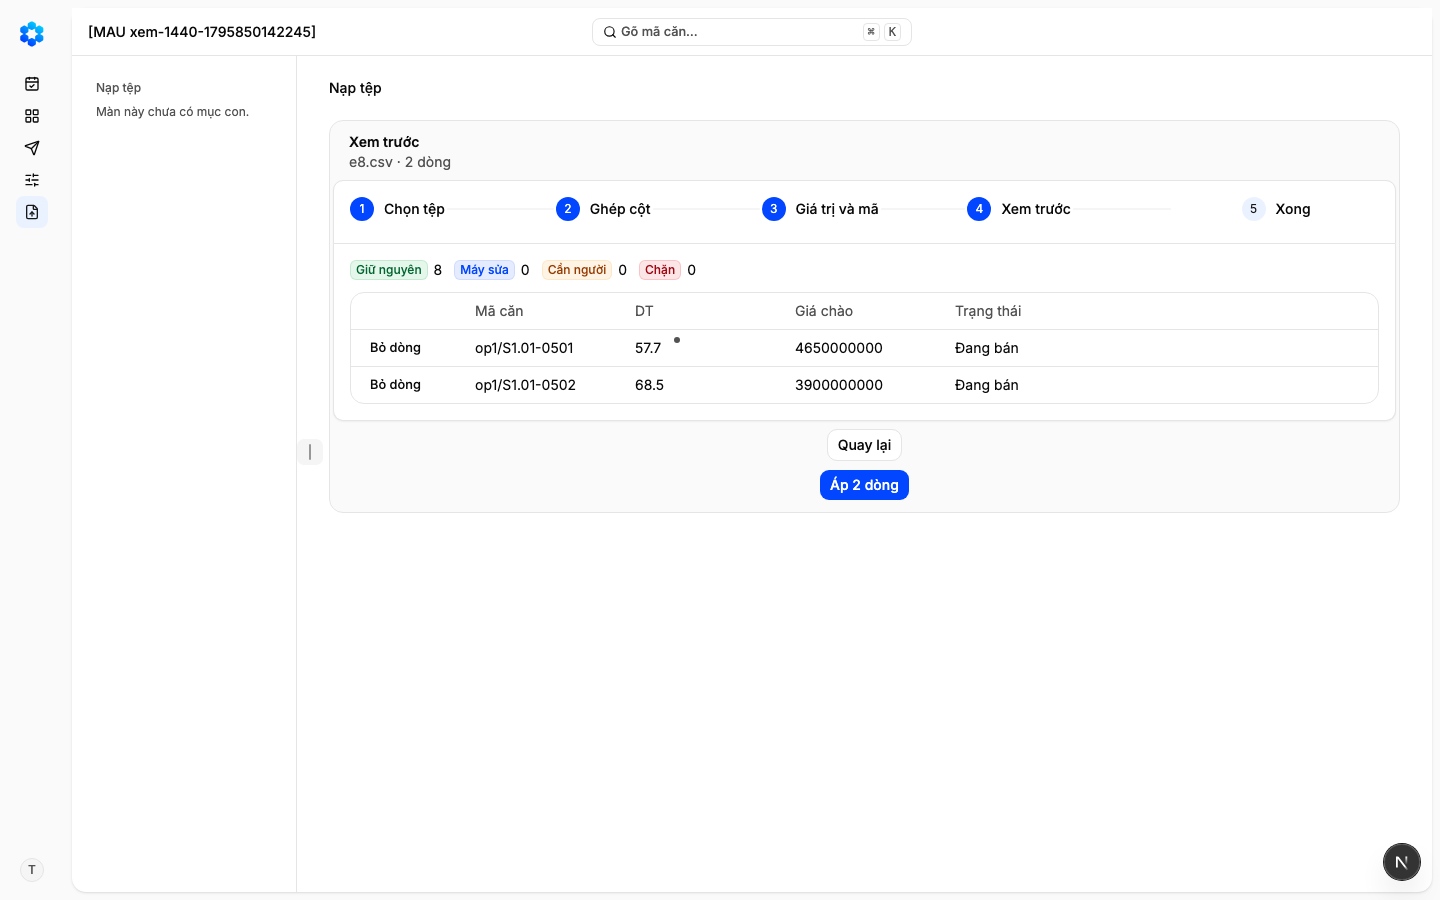 [MAU xem-1440-1795850142245]
Gõ mã căn... ⌘ K
Nạp tệp
Màn này chưa có mục con.
Nạp tệp
Xem trước
e8.csv · 2 dòng
1 Chọn tệp 2 Ghép cột 3 Giá trị và mã 4 Xem trước 5 Xong
Giữ nguyên 8 Máy sửa 0 Cần người 0 Chặn 0
Mã căn DT Giá chào Trạng thái
Bỏ dòng op1/S1.01-0501 57.7 4650000000 Đang bán
Bỏ dòng op1/S1.01-0502 68.5 3900000000 Đang bán
Quay lại
Áp 2 dòng
T
N